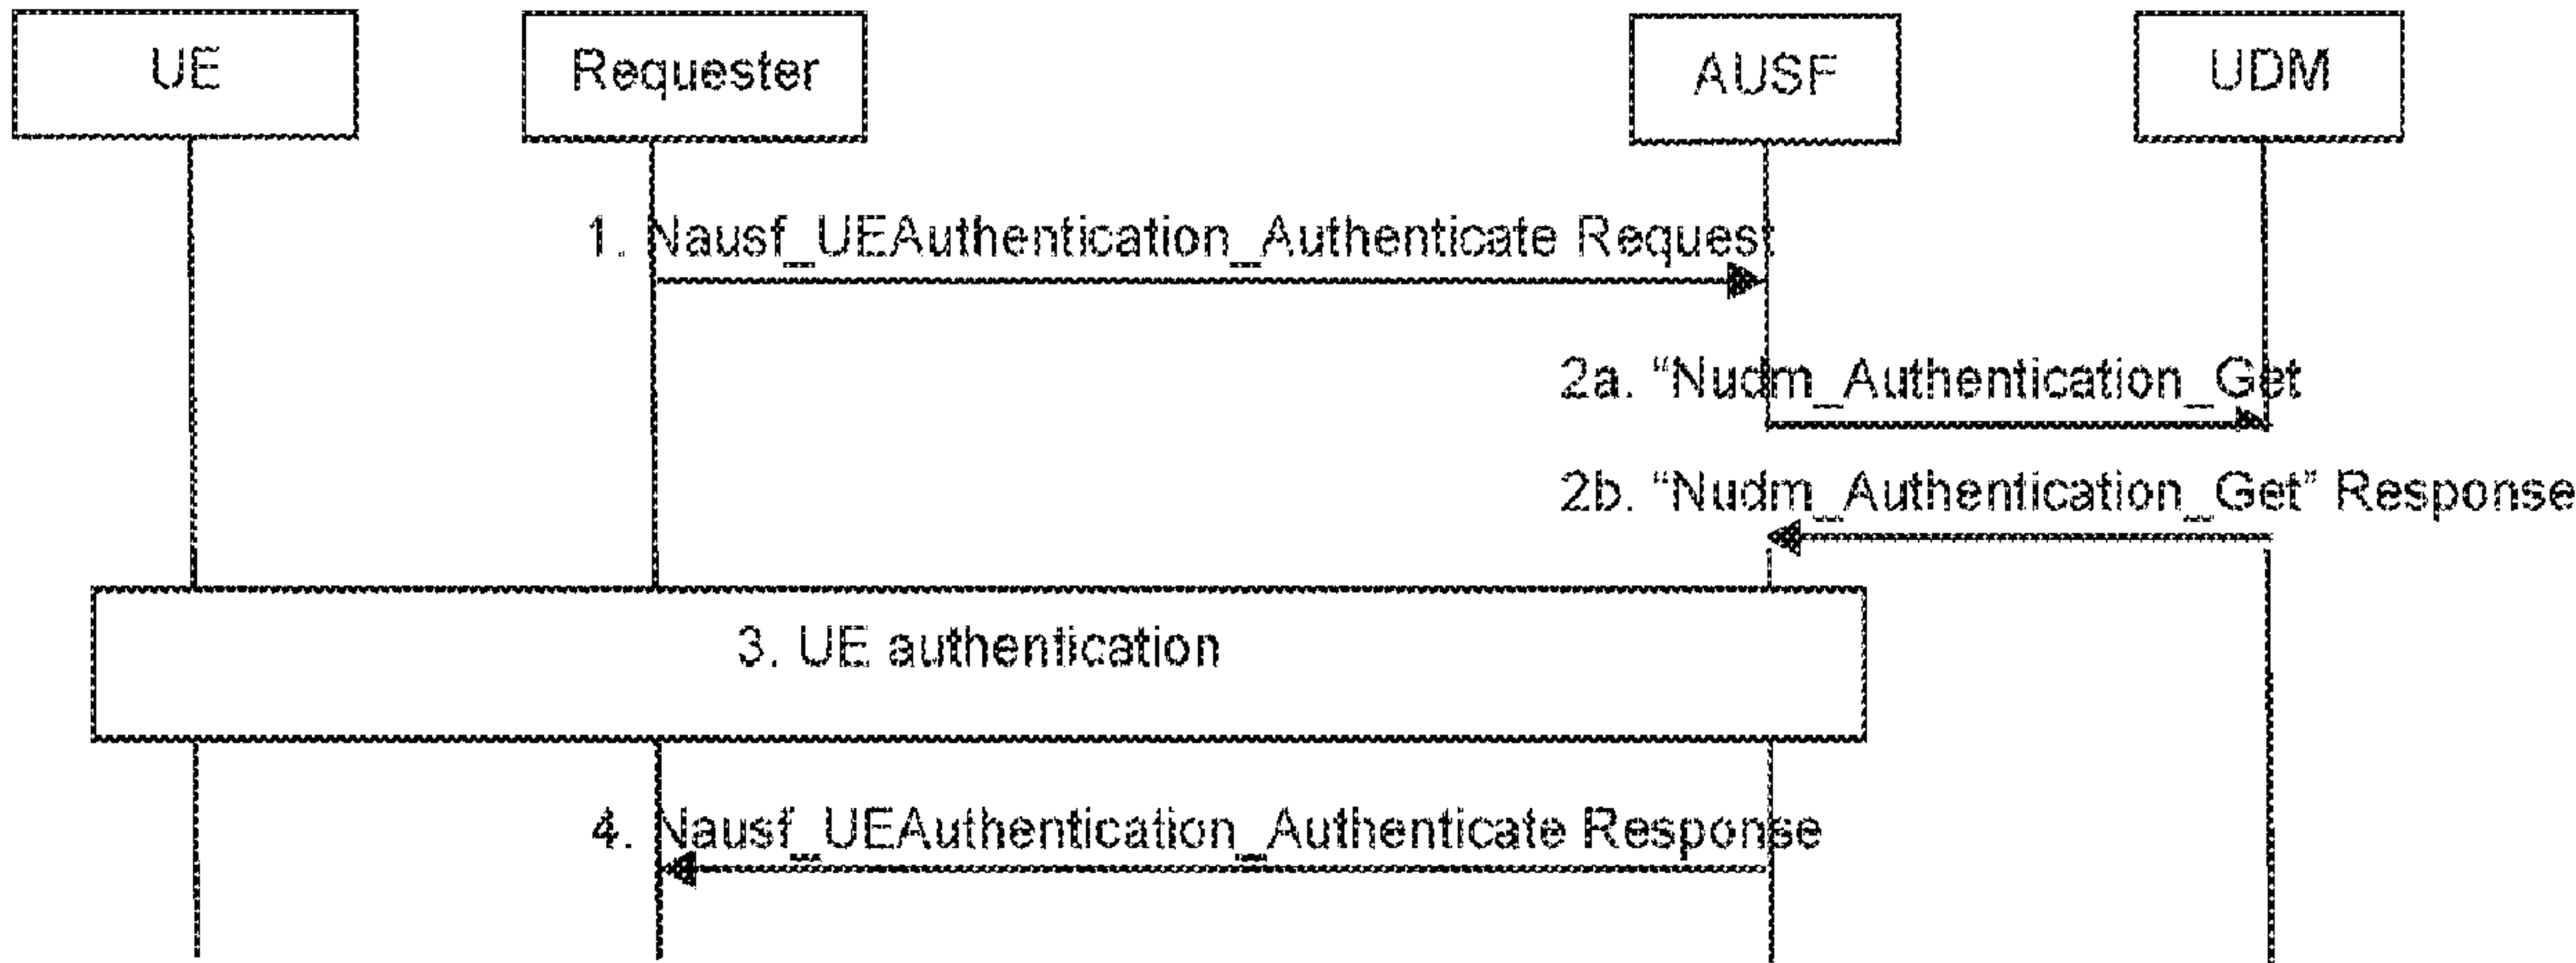 UE
Requester
AUSF
UDM
1. Nausf_UEAuthentication_Authenticate Request
2a. “Nudm_Authentication_Get
2b. “Nudm_Authentication_Get” Response
3. UE authentication
4. Nausf_UEAuthentication_Authenticate Response